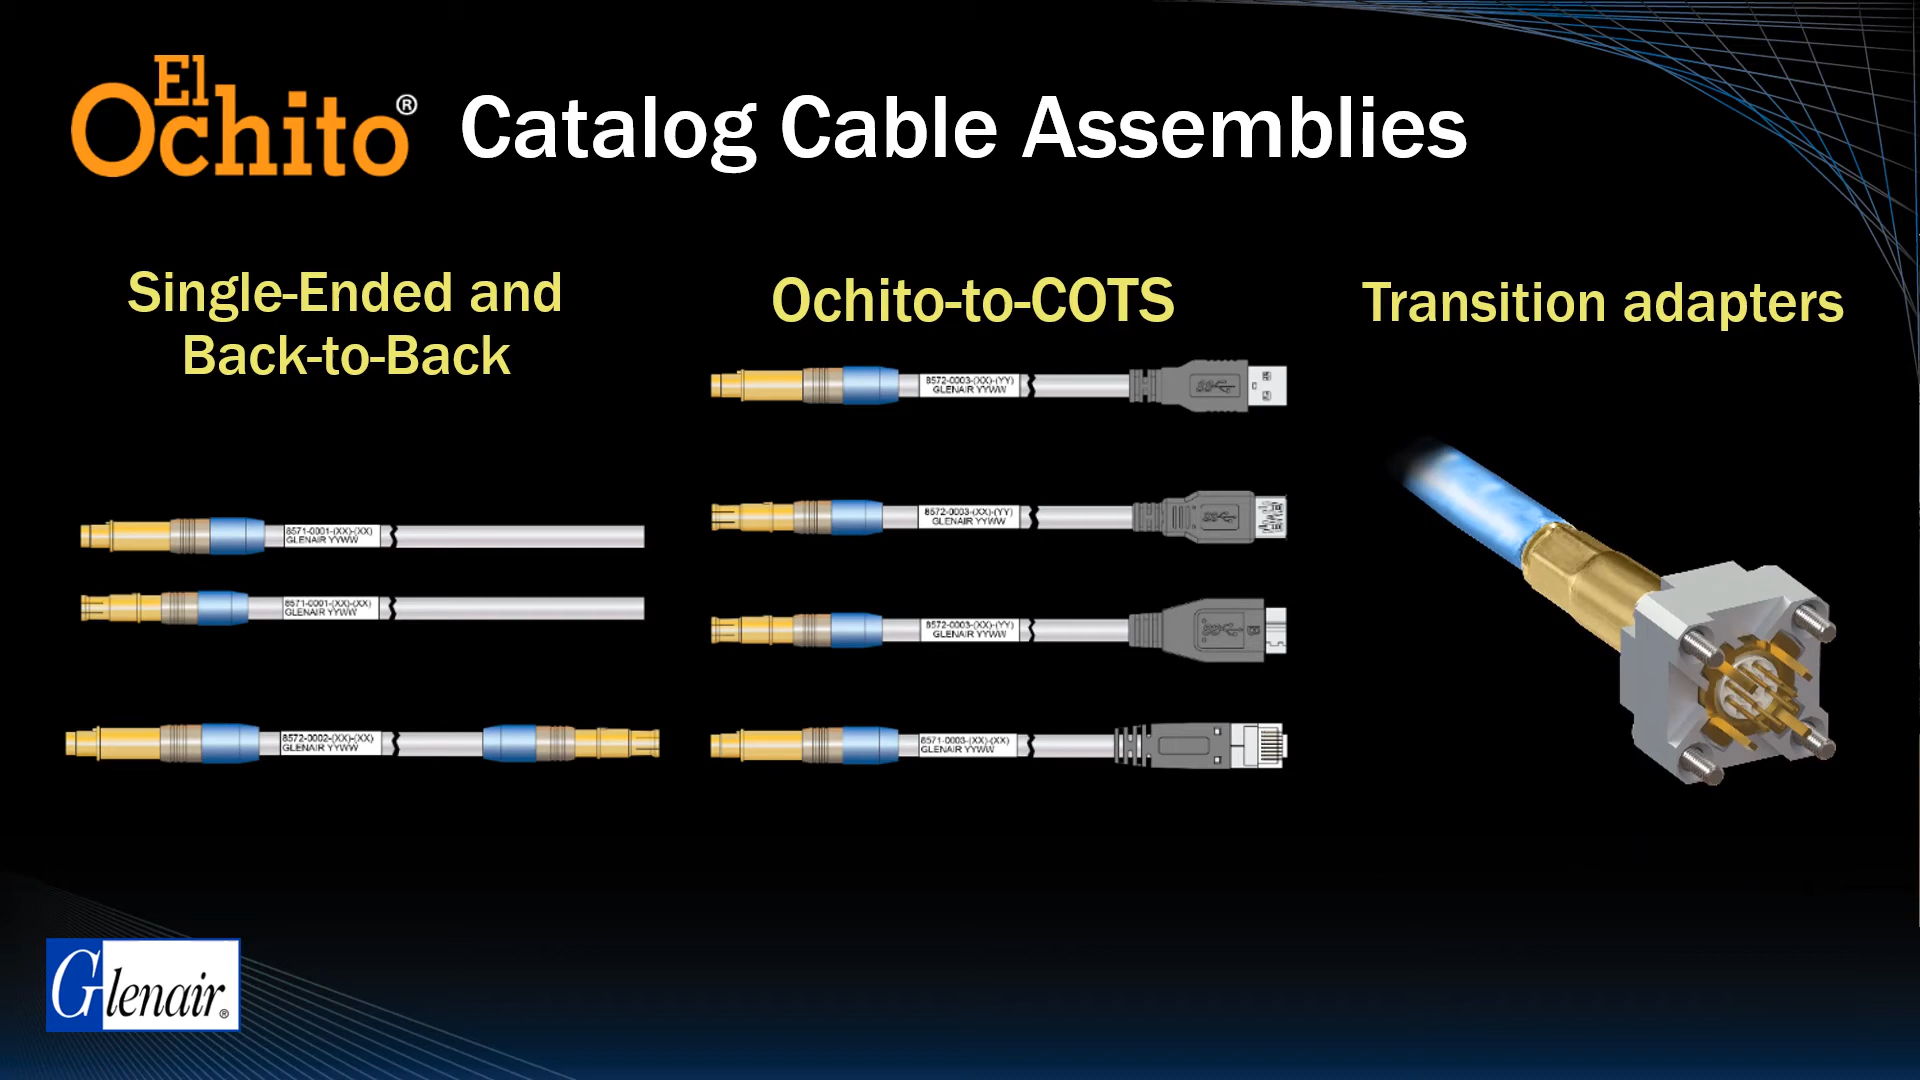 El
Ochito®
Catalog Cable Assemblies
Single-Ended and
Back-to-Back
8571-0001-(XX)-(XX)
GLENAIR YYWW
8571-0001-(XX)-(XX)
GLENAIR YYWW
8572-0002-(XX)-(XX)
GLENAIR YYWW
Ochito-to-COTS
8572-0003-(XX)-(YY)
GLENAIR YYWW
8572-0003-(XX)-(YY)
GLENAIR YYWW
8572-0003-(XX)-(YY)
GLENAIR YYWW
8571-0003-(XX)-(XX)
GLENAIR YYWW
Transition adapters
Glenair®